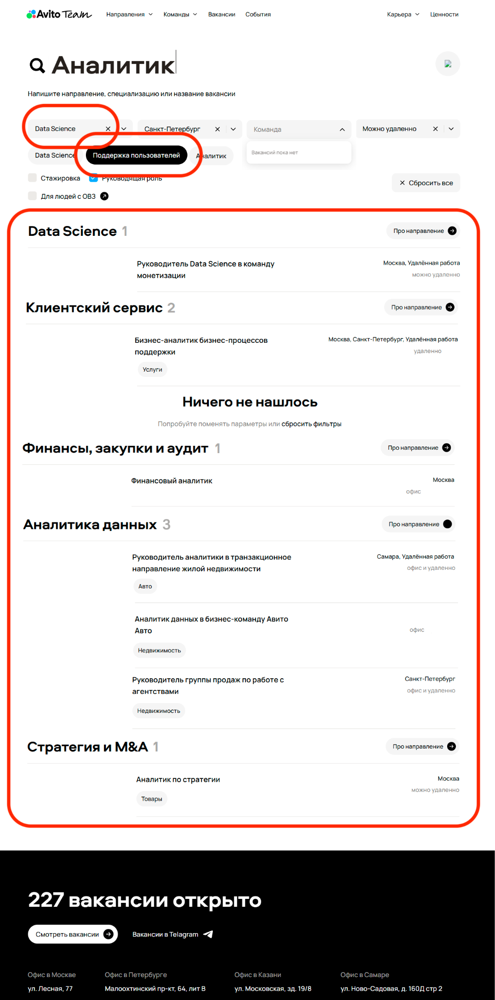 Avito Team Направления Команды Вакансии События Карьера Ценности
Аналитик
Напишите направление, специализацию или название вакансии
Data Science Санкт-Петербург Команда Можно удаленно
Data Science Поддержка пользователей Аналитик Вакансий пока нет
Стажировка Руководящая роль
Сбросить все
Для людей с ОВЗ
Data Science 1 Про направление
Руководитель Data Science в команду Москва, Удалённая работа
монетизации можно удаленно
Клиентский сервис 2 Про направление
Бизнес-аналитик бизнес-процессов Москва, Санкт-Петербург, Удалённая работа
поддержки удаленно
Услуги
Ничего не нашлось
Попробуйте поменять параметры или сбросить фильтры
Финансы, закупки и аудит 1 Про направление
Финансовый аналитик Москва
офис
Аналитика данных 3 Про направление
Руководитель аналитики в транзакционное Самара, Удалённая работа
направление жилой недвижимости офис и удаленно
Авто
Аналитик данных в бизнес-команду Авито
Авто офис
Недвижимость
Руководитель группы продаж по работе с Санкт-Петербург
агентствами офис и удаленно
Недвижимость
Стратегия и M&A 1 Про направление
Аналитик по стратегии Москва
можно удаленно
Товары
227 вакансии открыто
Смотреть вакансии Вакансии в Telagram
Офис в Москве Офис в Петербурге Офис в Казани Офис в Самаре
ул. Лесная, 77 Малоохтинский пр-кт, 64, лит В ул. Московская, зд. 19/8 ул. Ново-Садовая, д. 160Д стр 2